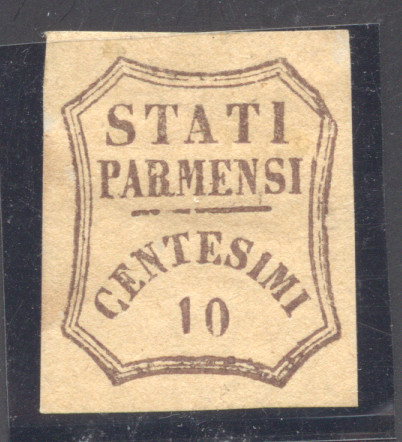 STATI
PARMENSI
CENTESIMI
10